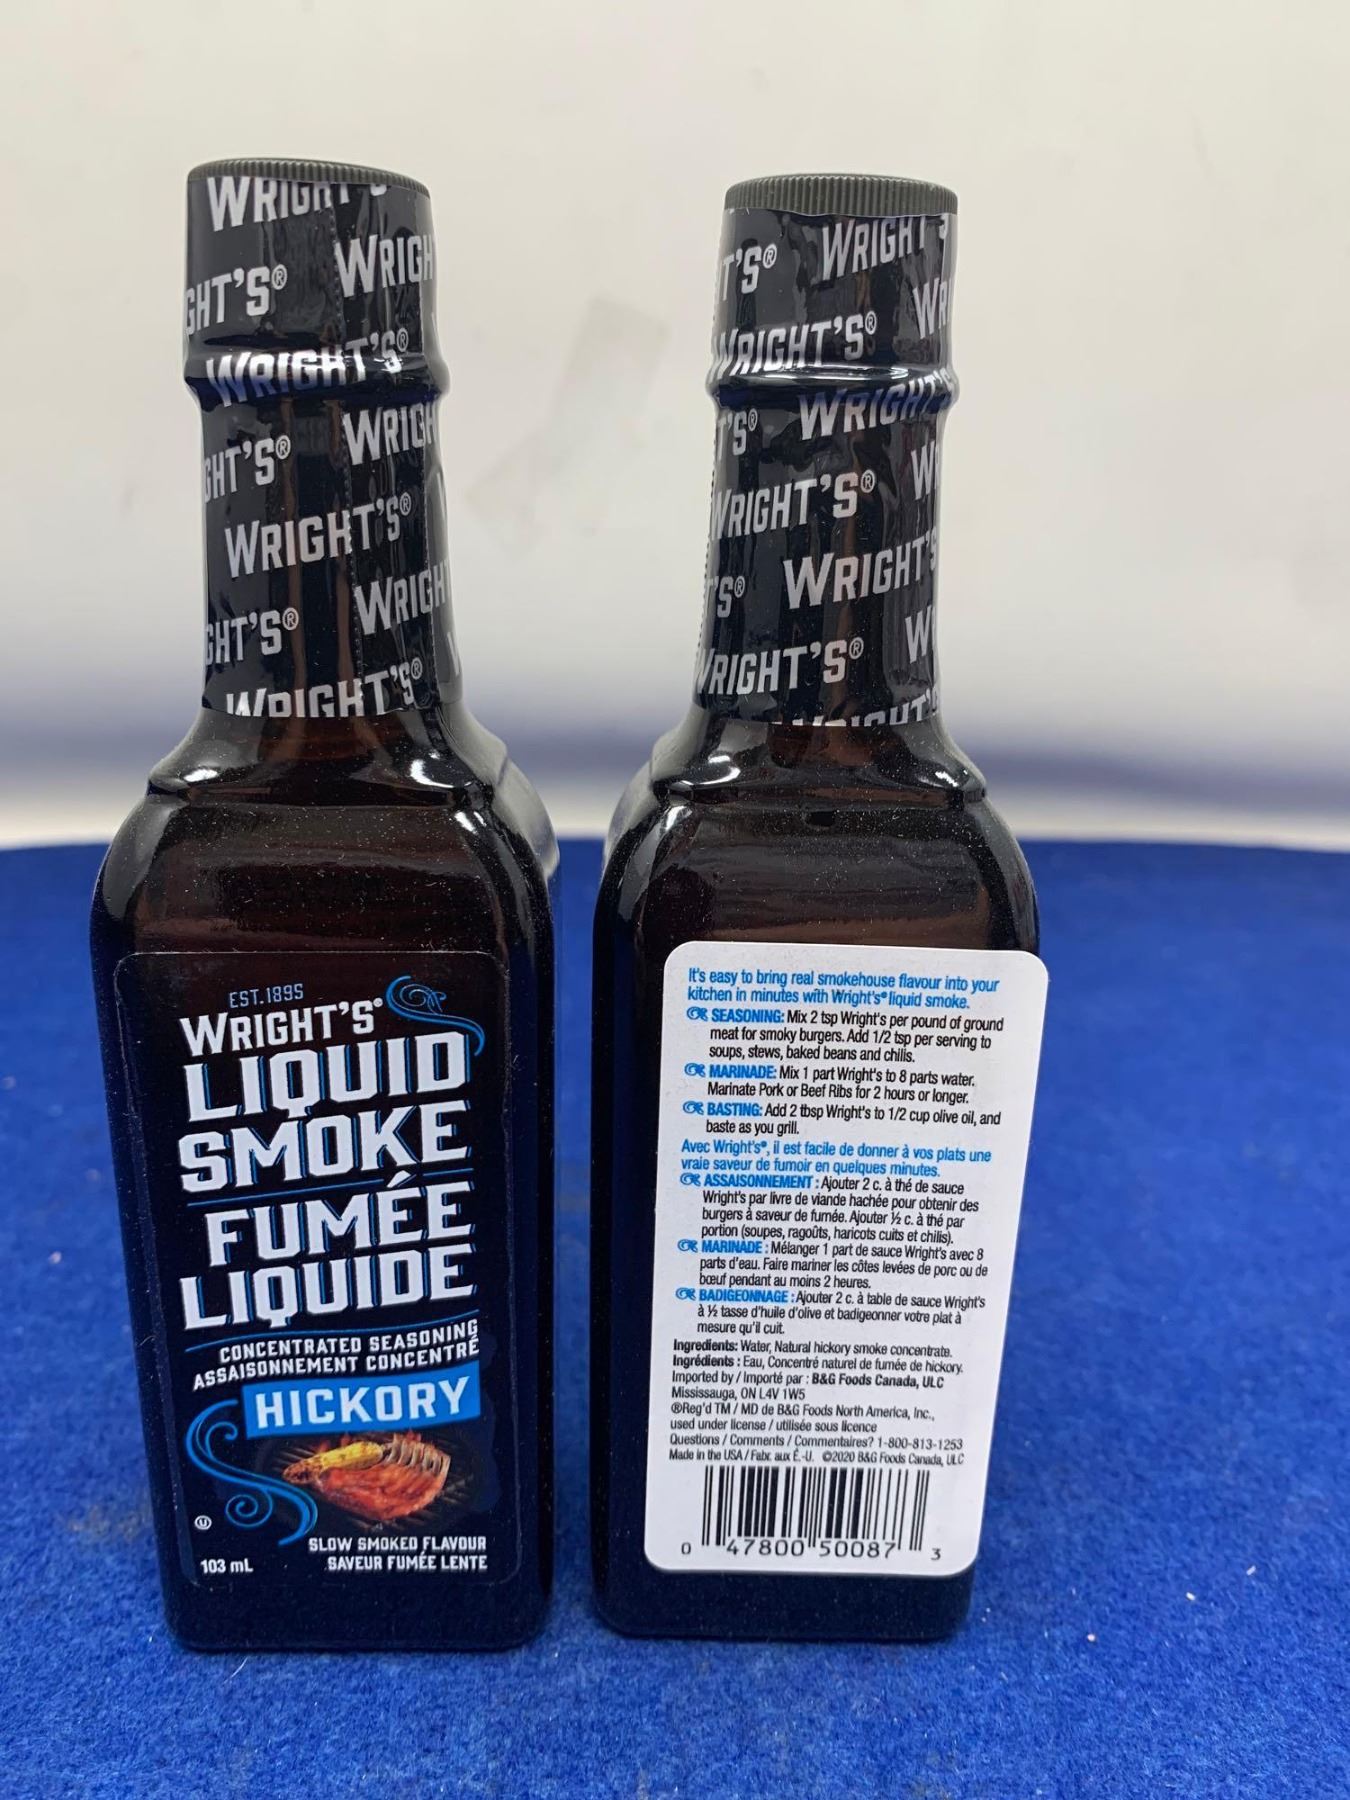 WRIGHT'S
WRIGH
GHT'S®
WRIGHT'S®
WRIGH
GHT'S®
WRIGHT'S®
WRIGH
GHT'S®
WRIGHT'S®
EST.1895
WRIGHT'S®
LIQUID
SMOKE
FUMÉE
LIQUIDE
CONCENTRATED SEASONING
ASSAISONNEMENT CONCENTRÉ
HICKORY
U
SLOW SMOKED FLAVOUR
103 mL SAVEUR FUMÉE LENTE
WRIGHT'S
T'S®
WR
WRIGHT'S®
WRIGHT'S
T'S®
W
WRIGHT'S®
WRIGHT'S
T'S®
W
WRIGHT'S®
WRIGHT'S
It's easy to bring real smokehouse flavour into your
kitchen in minutes with Wright's® liquid smoke.
SEASONING: Mix 2 tsp Wright's per pound of ground
meat for smoky burgers. Add 1/2 tsp per serving to
soups, stews, baked beans and chilis.
MARINADE: Mix 1 part Wright's to 8 parts water.
Marinate Pork or Beef Ribs for 2 hours or longer.
BASTING: Add 2 tbsp Wright's to 1/2 cup olive oil, and
baste as you grill.
Avec Wright's®, il est facile de donner à vos plats une
vraie saveur de fumoir en quelques minutes.
ASSAISONNEMENT : Ajouter 2 c. à thé de sauce
Wright's par livre de viande hachée pour obtenir des
burgers à saveur de fumée. Ajouter ½ c. à thé par
portion (soupes, ragoûts, haricots cuits et chilis).
MARINADE : Mélanger 1 part de sauce Wright's avec 8
parts d'eau. Faire mariner les côtes levées de porc ou de
bœuf pendant au moins 2 heures.
BADIGEONNAGE : Ajouter 2 c. à table de sauce Wright's
à ½ tasse d'huile d'olive et badigeonner votre plat à
mesure qu'il cuit.
Ingredients: Water, Natural hickory smoke concentrate.
Ingrédients : Eau, Concentré naturel de fumée de hickory.
Imported by / Importé par : B&G Foods Canada, ULC
Mississauga, ON L4V 1W5
®Reg'd TM / MD de B&G Foods North America, Inc.,
used under license / utilisée sous licence
Questions / Comments / Commentaires? 1-800-813-1253
Made in the USA / Fabr. aux É.-U. ©2020 B&G Foods Canada, ULC
0 47800 50087 3